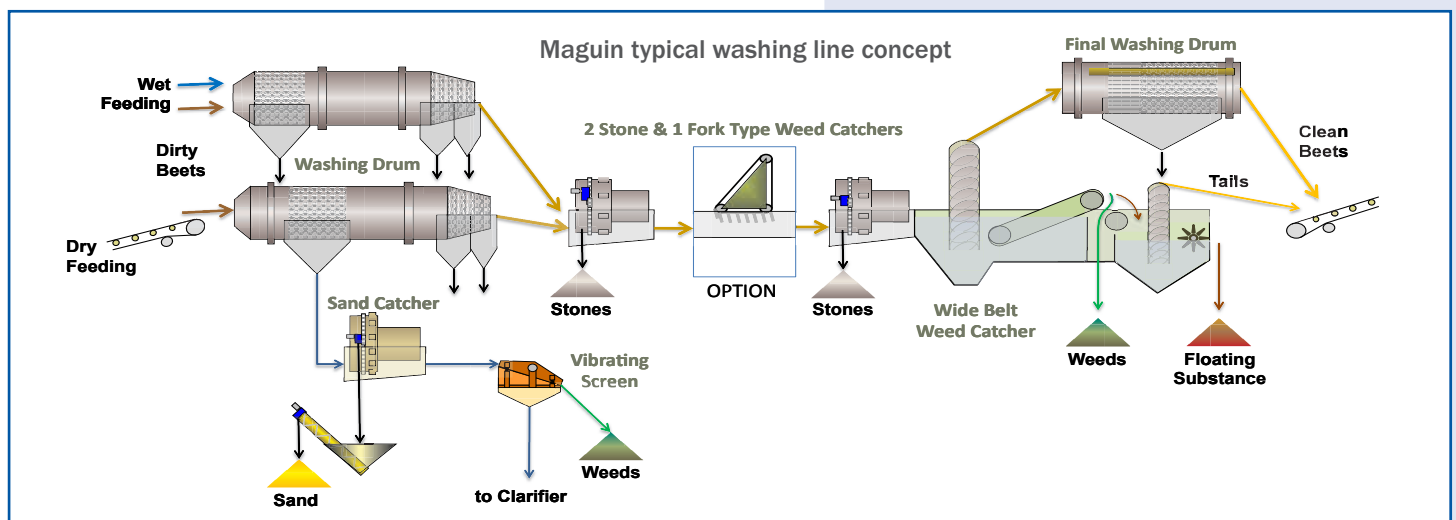 Maguin typical washing line concept
Final Washing Drum
Wet
Feeding
2 Stone & 1 Fork Type Weed Catchers
Clean
Beets
Dirty
Beets
Washing Drum
Tails
Dry
Feeding
OPTION
Stones
Stones
Sand Catcher
Wide Belt
Weed Catcher
Weeds
Floating
Substance
Vibrating
Screen
Weeds
Sand
to Clarifier